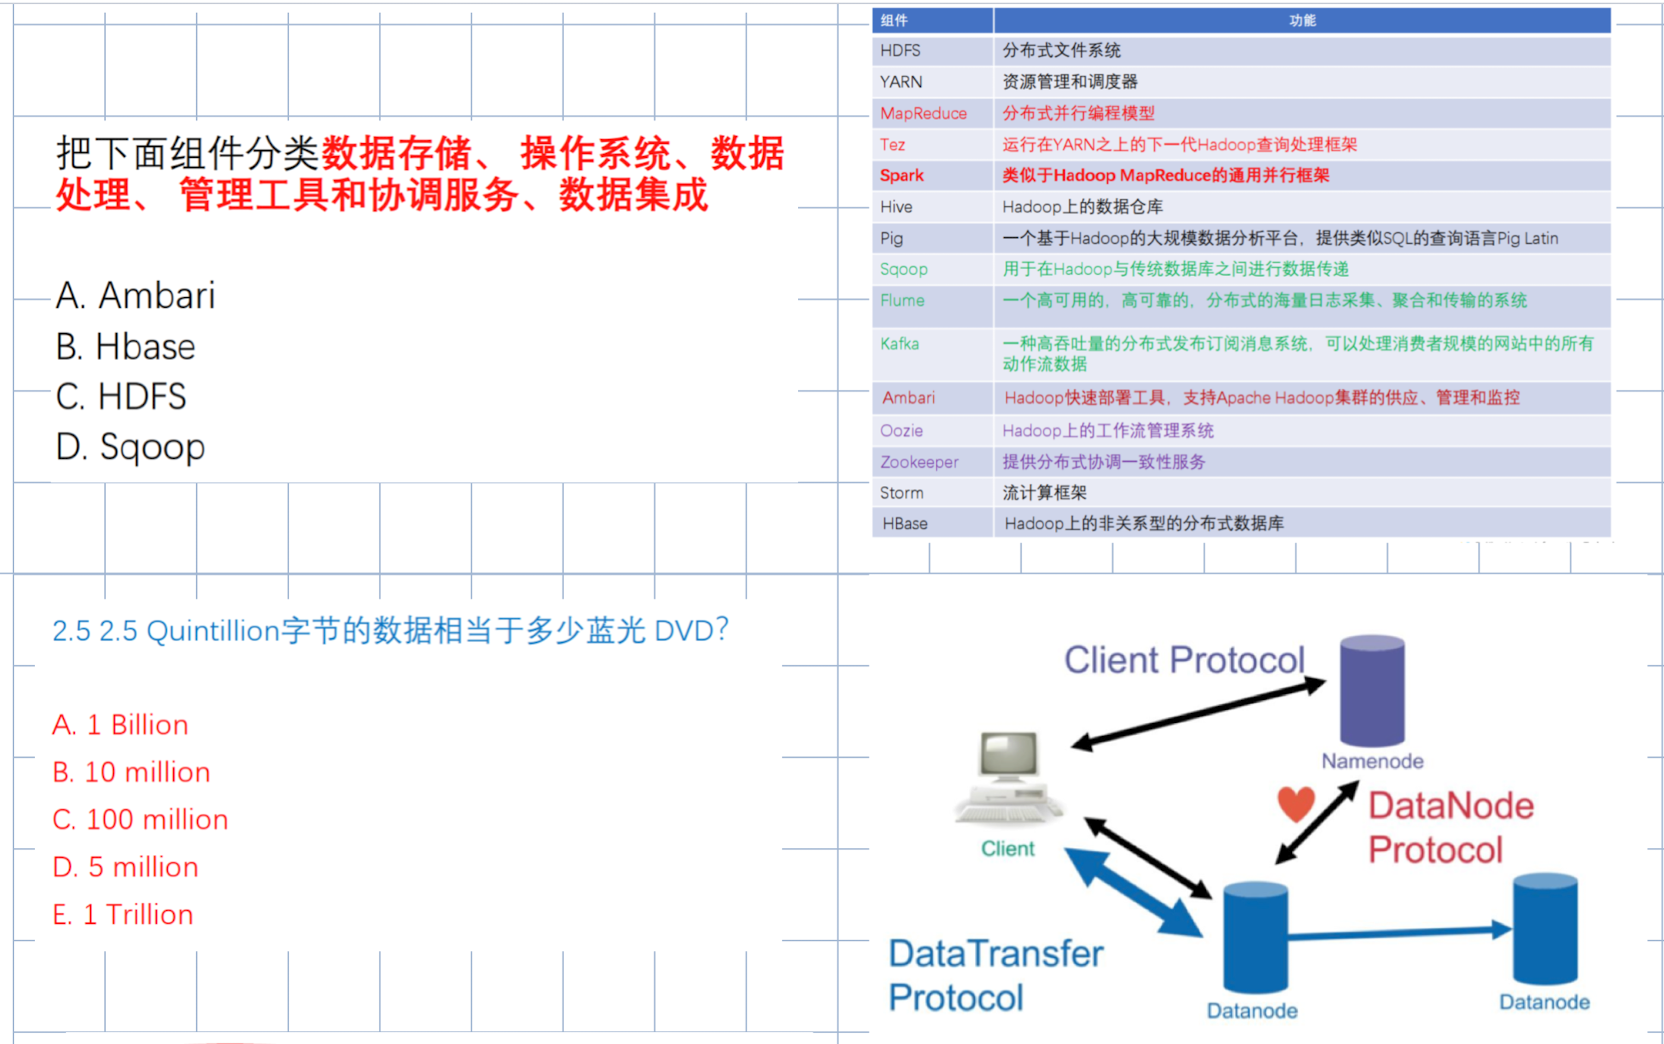 把下面组件分类数据存储、 操作系统、数据
处理、 管理工具和协调服务、数据集成
A. Ambari
B. Hbase
C. HDFS
D. Sqoop
组件 功能
HDFS 分布式文件系统
YARN 资源管理和调度器
MapReduce 分布式并行编程模型
Tez 运行在YARN之上的下一代Hadoop查询处理框架
Spark 类似于Hadoop MapReduce的通用并行框架
Hive Hadoop上的数据仓库
Pig 一个基于Hadoop的大规模数据分析平台，提供类似SQL的查询语言Pig Latin
Sqoop 用于在Hadoop与传统数据库之间进行数据传递
Flume 一个高可用的，高可靠的，分布式的海量日志采集、聚合和传输的系统
Kafka 一种高吞吐量的分布式发布订阅消息系统，可以处理消费者规模的网站中的所有
动作流数据
Ambari Hadoop快速部署工具，支持Apache Hadoop集群的供应、管理和监控
Oozie Hadoop上的工作流管理系统
Zookeeper 提供分布式协调一致性服务
Storm 流计算框架
HBase Hadoop上的非关系型的分布式数据库
2.5 2.5 Quintillion字节的数据相当于多少蓝光 DVD？
A. 1 Billion
B. 10 million
C. 100 million
D. 5 million
E. 1 Trillion
Client Protocol
Namenode
Client
DataNode
Protocol
DataTransfer
Protocol
Datanode
Datanode